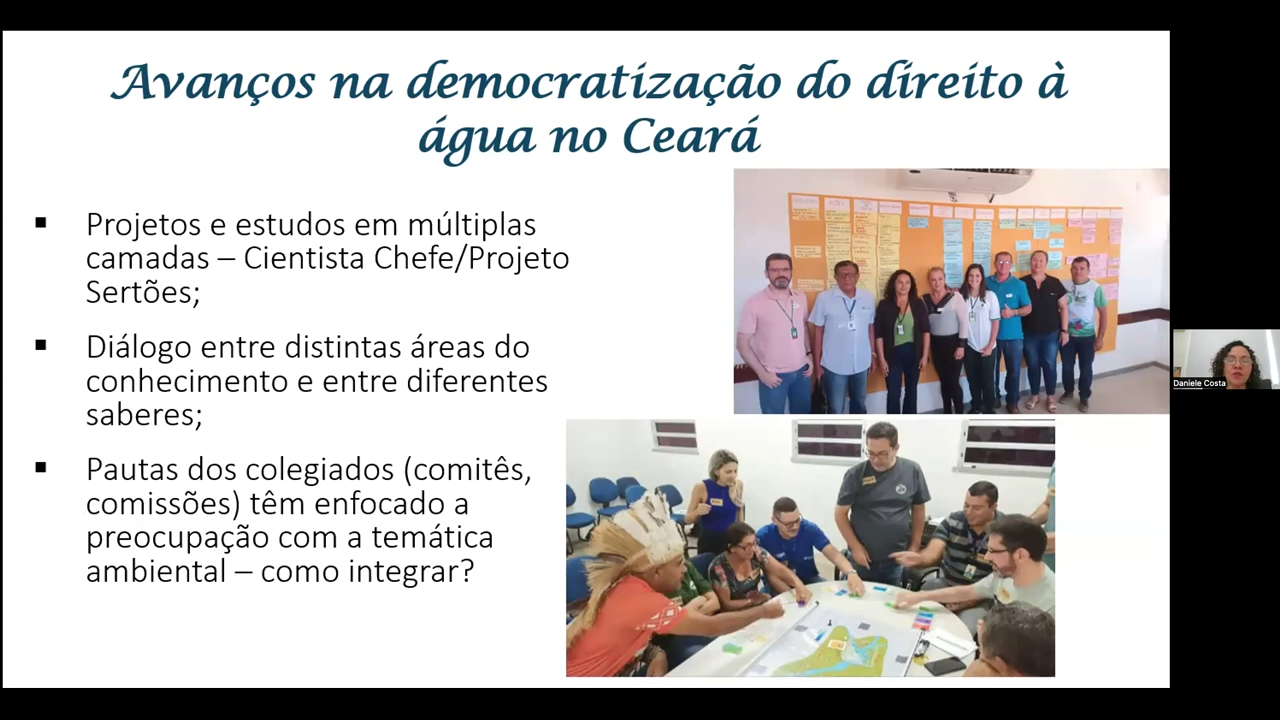 Avanços na democratização do direito à
água no Ceará
▪ Projetos e estudos em múltiplas
camadas – Cientista Chefe/Projeto
Sertões;
▪ Diálogo entre distintas áreas do
conhecimento e entre diferentes
saberes;
▪ Pautas dos colegiados (comitês,
comissões) têm enfocado a
preocupação com a temática
ambiental – como integrar?
Daniele Costa